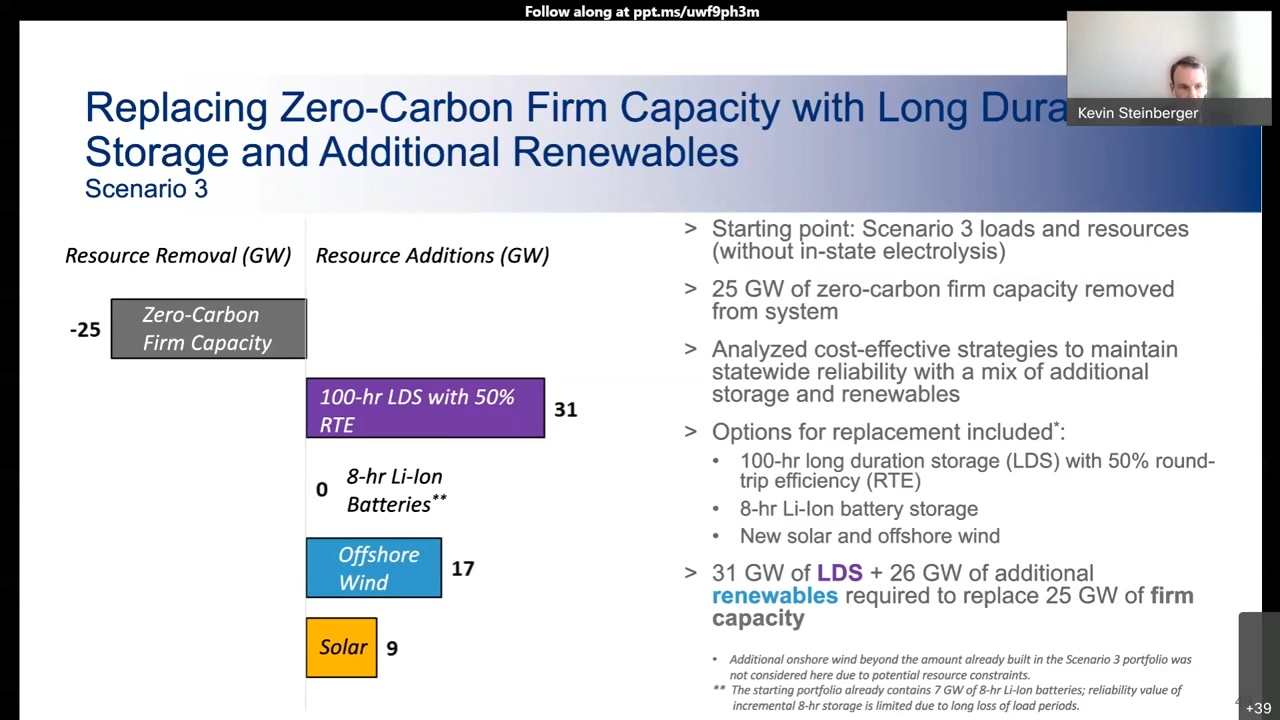 Follow along at ppt.ms/uwf9ph3m
Replacing Zero-Carbon Firm Capacity with Long Dura
Storage and Additional Renewables
Scenario 3
Kevin Steinberger
Resource Removal (GW)
Resource Additions (GW)
-25
Zero-Carbon
Firm Capacity
100-hr LDS with 50%
RTE
31
0
8-hr Li-Ion
Batteries**
Offshore
Wind
17
Solar
9
> Starting point: Scenario 3 loads and resources
(without in-state electrolysis)
> 25 GW of zero-carbon firm capacity removed
from system
> Analyzed cost-effective strategies to maintain
statewide reliability with a mix of additional
storage and renewables
> Options for replacement included*:
• 100-hr long duration storage (LDS) with 50% round-
trip efficiency (RTE)
• 8-hr Li-Ion battery storage
• New solar and offshore wind
> 31 GW of LDS + 26 GW of additional
renewables required to replace 25 GW of firm
capacity
• Additional onshore wind beyond the amount already built in the Scenario 3 portfolio was
not considered here due to potential resource constraints.
** The starting portfolio already contains 7 GW of 8-hr Li-Ion batteries; reliability value of
incremental 8-hr storage is limited due to long loss of load periods.
+39